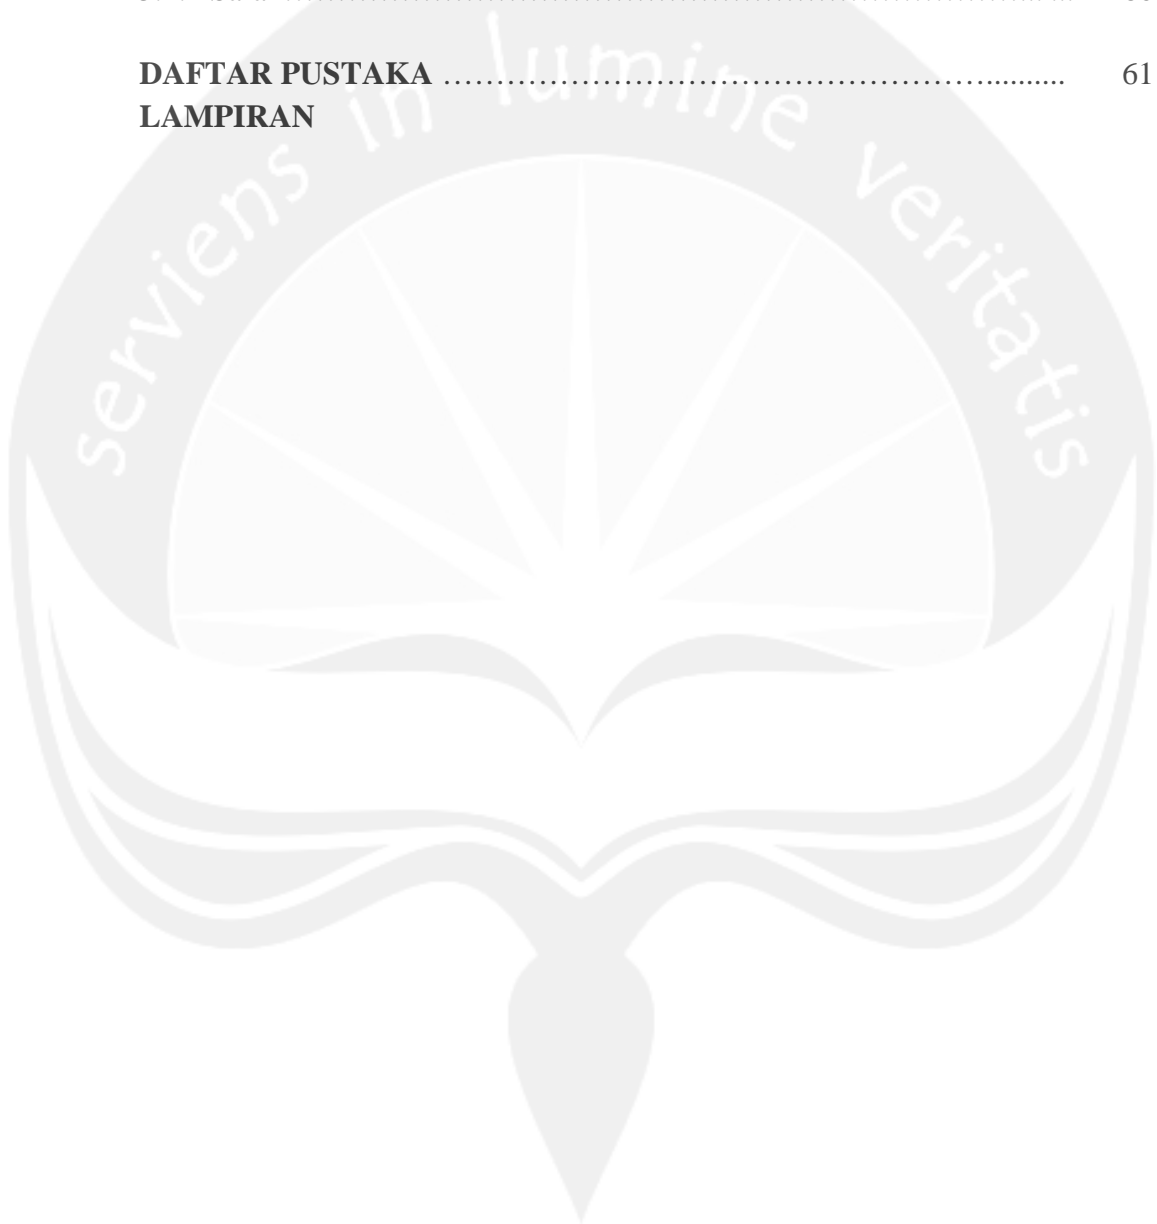 DAFTAR PUSTAKA ……………………………………………………......... 61
LAMPIRAN
serviens in lumine veritatis